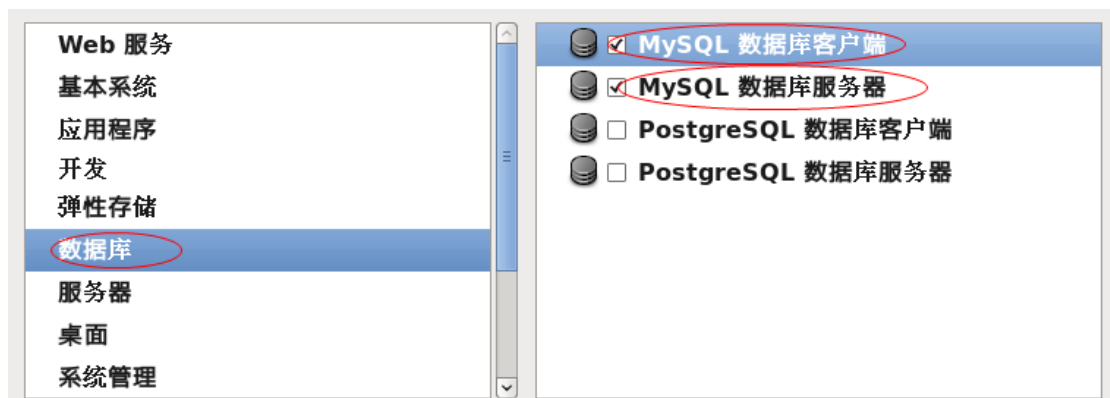 Web 服务
基本系统
应用程序
开发
弹性存储
数据库
服务器
桌面
系统管理
MySQL 数据库客户端
MySQL 数据库服务器
PostgreSQL 数据库客户端
PostgreSQL 数据库服务器